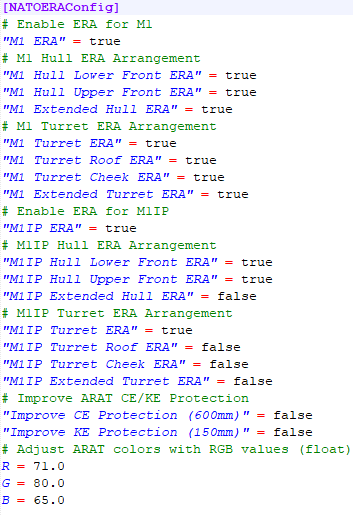 [NATOERAConfig]
# Enable ERA for M1
"M1 ERA" = true
# M1 Hull ERA Arrangement
"M1 Hull Lower Front ERA" = true
"M1 Hull Upper Front ERA" = true
"M1 Extended Hull ERA" = true
# M1 Turret ERA Arrangement
"M1 Turret ERA" = true
"M1 Turret Roof ERA" = true
"M1 Turret Cheek ERA" = true
"M1 Extended Turret ERA" = true
# Enable ERA for M1IP
"M1IP ERA" = true
# M1IP Hull ERA Arrangement
"M1IP Hull Lower Front ERA" = true
"M1IP Hull Upper Front ERA" = true
"M1IP Extended Hull ERA" = false
# M1IP Turret ERA Arrangement
"M1IP Turret ERA" = true
"M1IP Turret Roof ERA" = false
"M1IP Turret Cheek ERA" = false
"M1IP Extended Turret ERA" = false
# Improve ARAT CE/KE Protection
"Improve CE Protection (600mm)" = false
"Improve KE Protection (150mm)" = false
# Adjust ARAT colors with RGB values (float)
R = 71.0
G = 80.0
B = 65.0